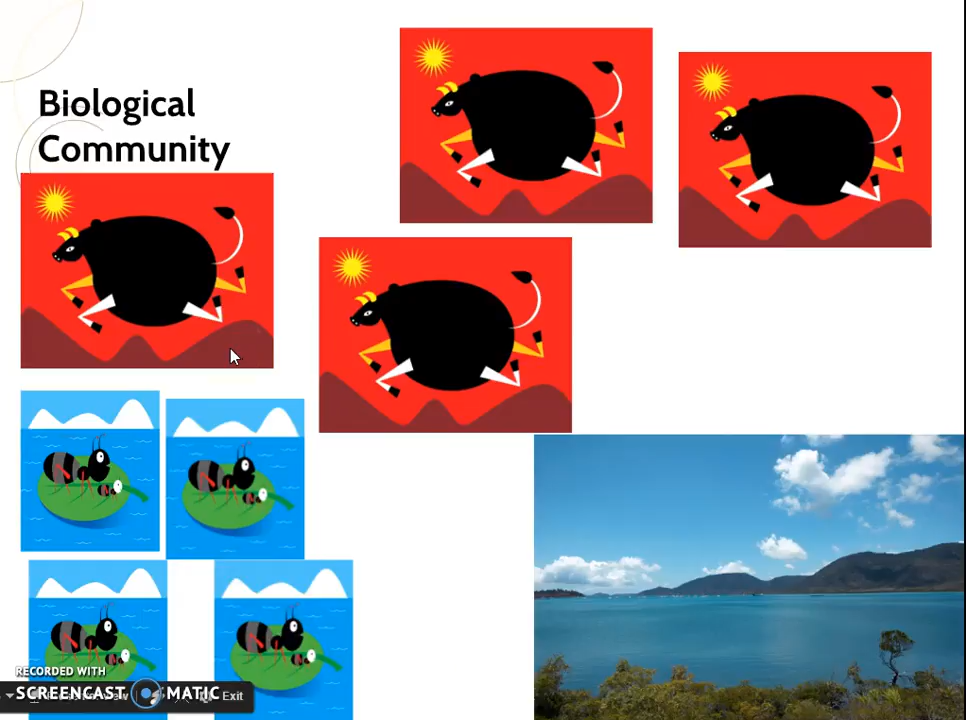 Biological
Community
RECORDED WITH
SCREENCAST MATIC
Exit